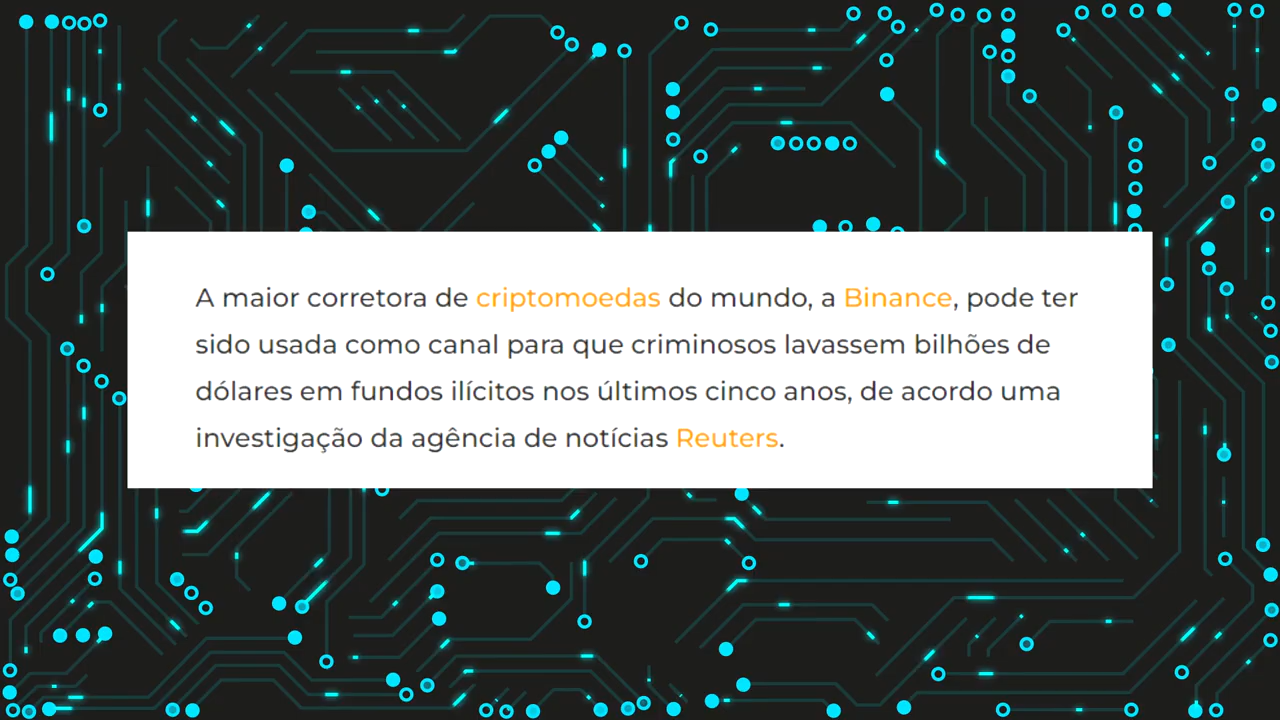 A maior corretora de criptomoedas do mundo, a Binance, pode ter
sido usada como canal para que criminosos lavassem bilhões de
dólares em fundos ilícitos nos últimos cinco anos, de acordo uma
investigação da agência de notícias Reuters.